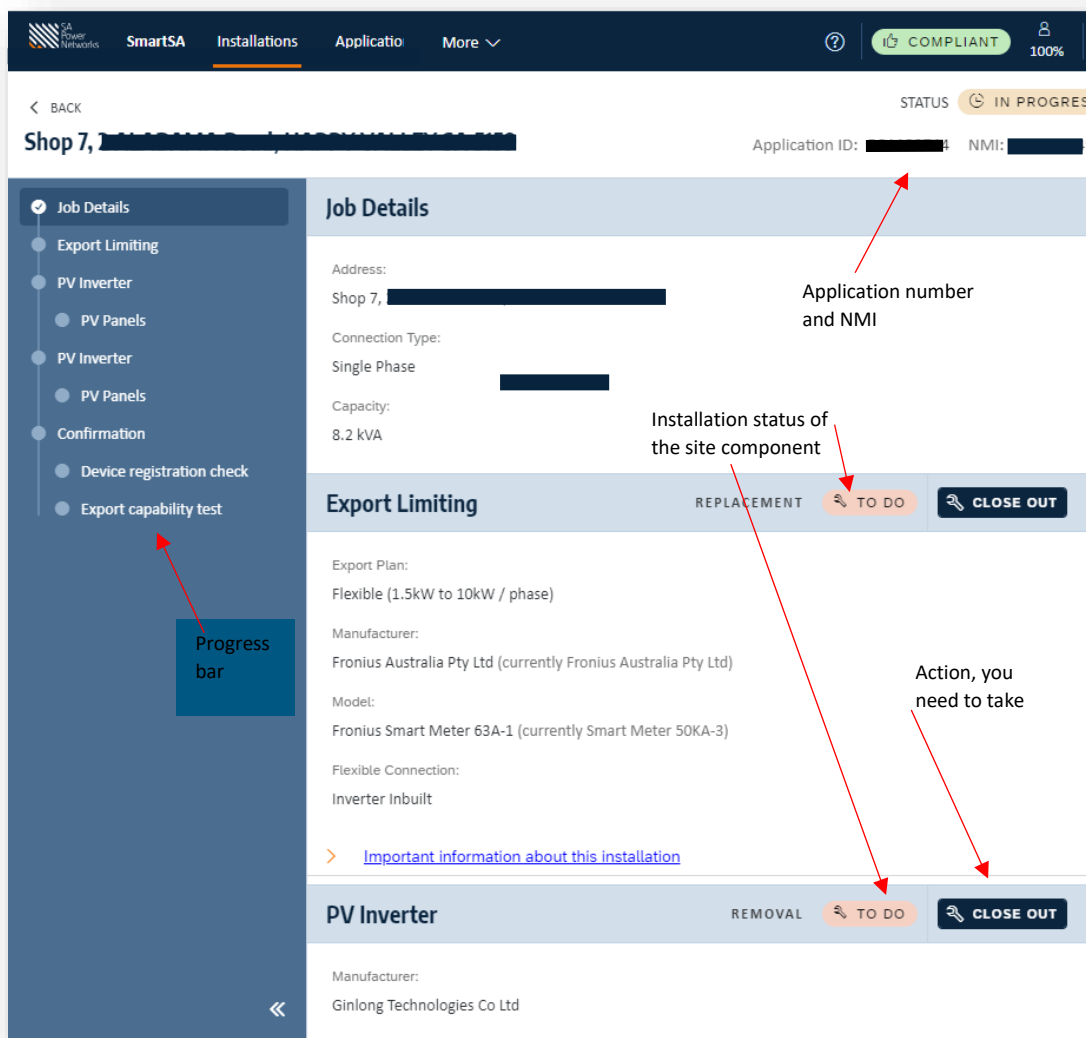 SA
Power
Networks
SmartSA Installations Applicatio More
COMPLIANT
100%
BACK
STATUS IN PROGRES
Shop 7,
Application ID: 4 NMI:
Job Details
Export Limiting
PV Inverter
PV Panels
PV Inverter
PV Panels
Confirmation
Device registration check
Export capability test
Progress
bar
Job Details
Address:
Shop 7,
Application number
and NMI
Connection Type:
Single Phase
Capacity:
8.2 kVA
Installation status of
the site component
Export Limiting REPLACEMENT TO DO CLOSE OUT
Export Plan:
Flexible (1.5kW to 10kW / phase)
Manufacturer:
Fronius Australia Pty Ltd (currently Fronius Australia Pty Ltd)
Action, you
need to take
Model:
Fronius Smart Meter 63A-1 (currently Smart Meter 50KA-3)
Flexible Connection:
Inverter Inbuilt
Important information about this installation
PV Inverter REMOVAL TO DO CLOSE OUT
Manufacturer:
Ginlong Technologies Co Ltd